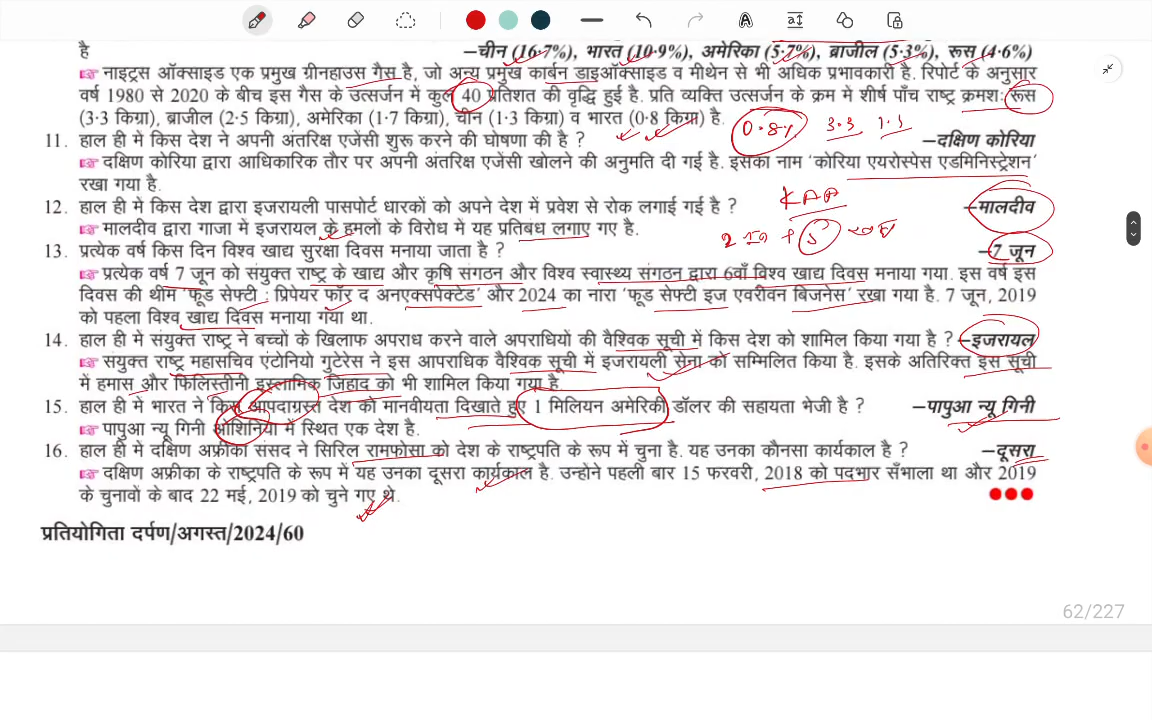 है —चीन (16·7%), भारत (10·9%), अमेरिका (5·7%), ब्राजील (5·3%), रूस (4·6%)
☞ नाइट्रस ऑक्साइड एक प्रमुख ग्रीनहाउस गैस है, जो अन्य प्रमुख कार्बन डाइऑक्साइड व मीथेन से भी अधिक प्रभावकारी है. रिपोर्ट के अनुसार
वर्ष 1980 से 2020 के बीच इस गैस के उत्सर्जन में कुल 40 प्रतिशत की वृद्धि हुई है. प्रति व्यक्ति उत्सर्जन के क्रम मे शीर्ष पाँच राष्ट्र क्रमशः रूस
(3·3 किग्रा), ब्राजील (2·5 किग्रा), अमेरिका (1·7 किग्रा), चीन (1·3 किग्रा) व भारत (0·8 किग्रा) है.
0.8% 3.3
11. हाल ही में किस देश ने अपनी अंतरिक्ष एजेंसी शुरू करने की घोषणा की है ? —दक्षिण कोरिया
☞ दक्षिण कोरिया द्वारा आधिकारिक तौर पर अपनी अंतरिक्ष एजेंसी खोलने की अनुमति दी गई है. इसका नाम ‘कोरिया एयरोस्पेस एडमिनिस्ट्रेशन’
रखा गया है.
12. हाल ही में किस देश द्वारा इजरायली पासपोर्ट धारकों को अपने देश में प्रवेश से रोक लगाई गई है ? —मालदीव
☞ मालदीव द्वारा गाजा में इजरायल के हमलों के विरोध में यह प्रतिबंध लगाए गए है.
13. प्रत्येक वर्ष किस दिन विश्व खाद्य सुरक्षा दिवस मनाया जाता है ? —7 जून
☞ प्रत्येक वर्ष 7 जून को संयुक्त राष्ट्र के खाद्य और कृषि संगठन और विश्व स्वास्थ्य संगठन द्वारा 6वाँ विश्व खाद्य दिवस मनाया गया. इस वर्ष इस
दिवस की थीम ‘फूड सेफ्टी : प्रिपेयर फॉर द अनएक्सपेक्टेड’ और 2024 का नारा ‘फूड सेफ्टी इज एवरीवन बिजनेस’ रखा गया है. 7 जून, 2019
को पहला विश्व खाद्य दिवस मनाया गया था.
14. हाल ही में संयुक्त राष्ट्र ने बच्चों के खिलाफ अपराध करने वाले अपराधियों की वैश्विक सूची में किस देश को शामिल किया गया है ? —इजरायल
☞ संयुक्त राष्ट्र महासचिव एंटोनियो गुटेरेस ने इस आपराधिक वैश्विक सूची में इजरायली सेना को सम्मिलित किया है. इसके अतिरिक्त इस सूची
में हमास और फिलिस्तीनी इस्लामिक जिहाद को भी शामिल किया गया है.
15. हाल ही में भारत ने किस आपदाग्रस्त देश को मानवीयता दिखाते हुए 1 मिलियन अमेरिकी डॉलर की सहायता भेजी है ? —पापुआ न्यू गिनी
☞ पापुआ न्यू गिनी ओशिनिया में स्थित एक देश है.
16. हाल ही में दक्षिण अफ्रीका संसद ने सिरिल रामफोसा को देश के राष्ट्रपति के रूप में चुना है. यह उनका कौनसा कार्यकाल है ? —दूसरा
☞ दक्षिण अफ्रीका के राष्ट्रपति के रूप में यह उनका दूसरा कार्यकाल है. उन्होंने पहली बार 15 फरवरी, 2018 को पदभार सँभाला था और 2019
के चुनावों के बाद 22 मई, 2019 को चुने गए थे.
प्रतियोगिता दर्पण/अगस्त/2024/60
62/227